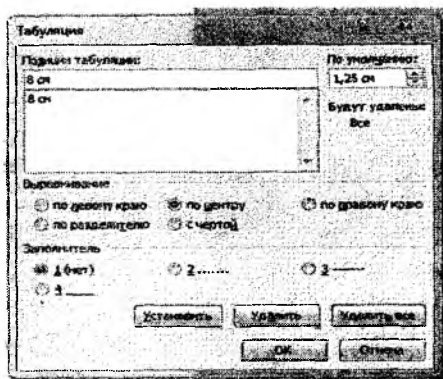 Табуляция
Позиции табуляции: По умолчанию:
8 см 1,25 см
8 см Будут удалены:
Все
Выравнивание
по левому краю по центру по правому краю
по разделителю с чертой
Заполнитель
1 (нет) 2 ....... 3 -----
4 ____
Установить Удалить Удалить все
ОК Отмена